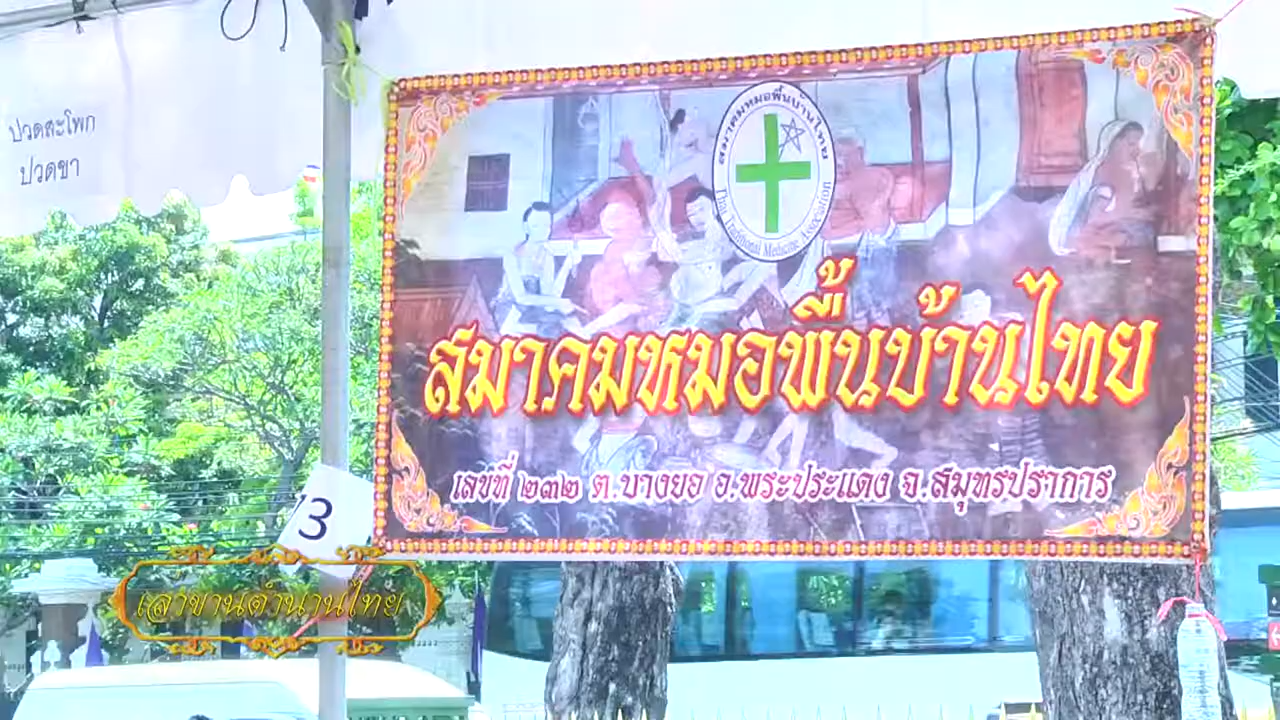 ปวดสะโพก
ปวดขา
สมาคมหมอพื้นบ้านไทย
Thai Traditional Medicine Association
สมาคมหมอพื้นบ้านไทย
เลขที่ ๒๓๒ ต.บางยอ อ.พระประแดง จ.สมุทรปราการ
73
เล่าขานตำนานไทย